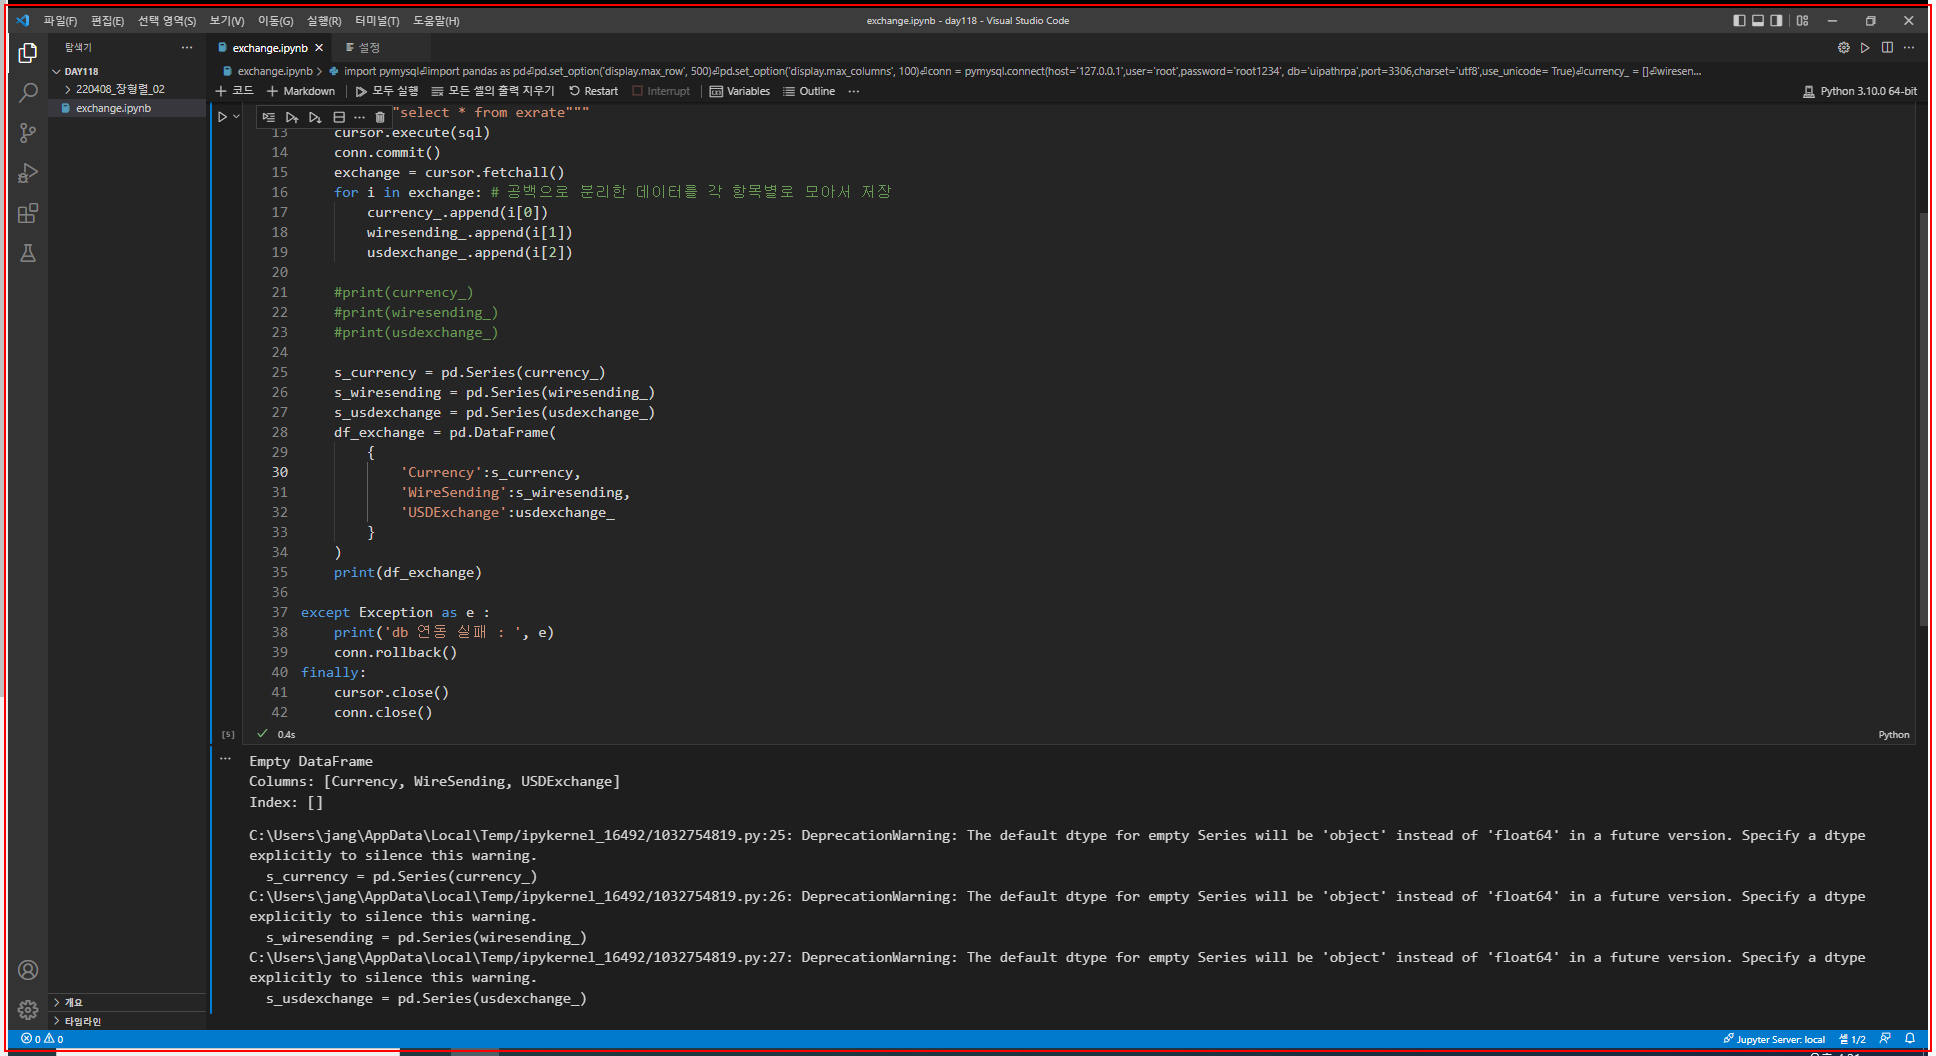 파일(F) 편집(E) 선택 영역(S) 보기(V) 이동(G) 실행(R) 터미널(T) 도움말(H)
exchange.ipynb - day118 - Visual Studio Code
탐색기 ···
DAY118
220408_장형렬_02
exchange.ipynb
exchange.ipynb 설정
exchange.ipynb > import pymysql⏎import pandas as pd⏎pd.set_option('display.max_row', 500)⏎pd.set_option('display.max_columns', 100)⏎conn = pymysql.connect(host='127.0.0.1',user='root',password='root1234', db='uipathrpa',port=3306,charset='utf8',use_unicode= True)⏎currency_ = []⏎wiresen...
+ 코드 + Markdown 모두 실행 모든 셀의 출력 지우기 Restart Interrupt Variables Outline ···
Python 3.10.0 64-bit
"select * from exrate"""
13 cursor.execute(sql)
14 conn.commit()
15 exchange = cursor.fetchall()
16 for i in exchange: # 공백으로 분리한 데이터를 각 항목별로 모아서 저장
17 currency_.append(i[0])
18 wiresending_.append(i[1])
19 usdexchange_.append(i[2])
20
21 #print(currency_)
22 #print(wiresending_)
23 #print(usdexchange_)
24
25 s_currency = pd.Series(currency_)
26 s_wiresending = pd.Series(wiresending_)
27 s_usdexchange = pd.Series(usdexchange_)
28 df_exchange = pd.DataFrame(
29 {
30 'Currency':s_currency,
31 'WireSending':s_wiresending,
32 'USDExchange':usdexchange_
33 }
34 )
35 print(df_exchange)
36
37 except Exception as e :
38 print('db 연동 실패 : ', e)
39 conn.rollback()
40 finally:
41 cursor.close()
42 conn.close()
[5] 0.4s
Python
Empty DataFrame
Columns: [Currency, WireSending, USDExchange]
Index: []
C:\Users\jang\AppData\Local\Temp/ipykernel_16492/1032754819.py:25: DeprecationWarning: The default dtype for empty Series will be 'object' instead of 'float64' in a future version. Specify a dtype
explicitly to silence this warning.
s_currency = pd.Series(currency_)
C:\Users\jang\AppData\Local\Temp/ipykernel_16492/1032754819.py:26: DeprecationWarning: The default dtype for empty Series will be 'object' instead of 'float64' in a future version. Specify a dtype
explicitly to silence this warning.
s_wiresending = pd.Series(wiresending_)
C:\Users\jang\AppData\Local\Temp/ipykernel_16492/1032754819.py:27: DeprecationWarning: The default dtype for empty Series will be 'object' instead of 'float64' in a future version. Specify a dtype
explicitly to silence this warning.
s_usdexchange = pd.Series(usdexchange_)
개요
타임라인
0 0
Jupyter Server: local 셀 1/2